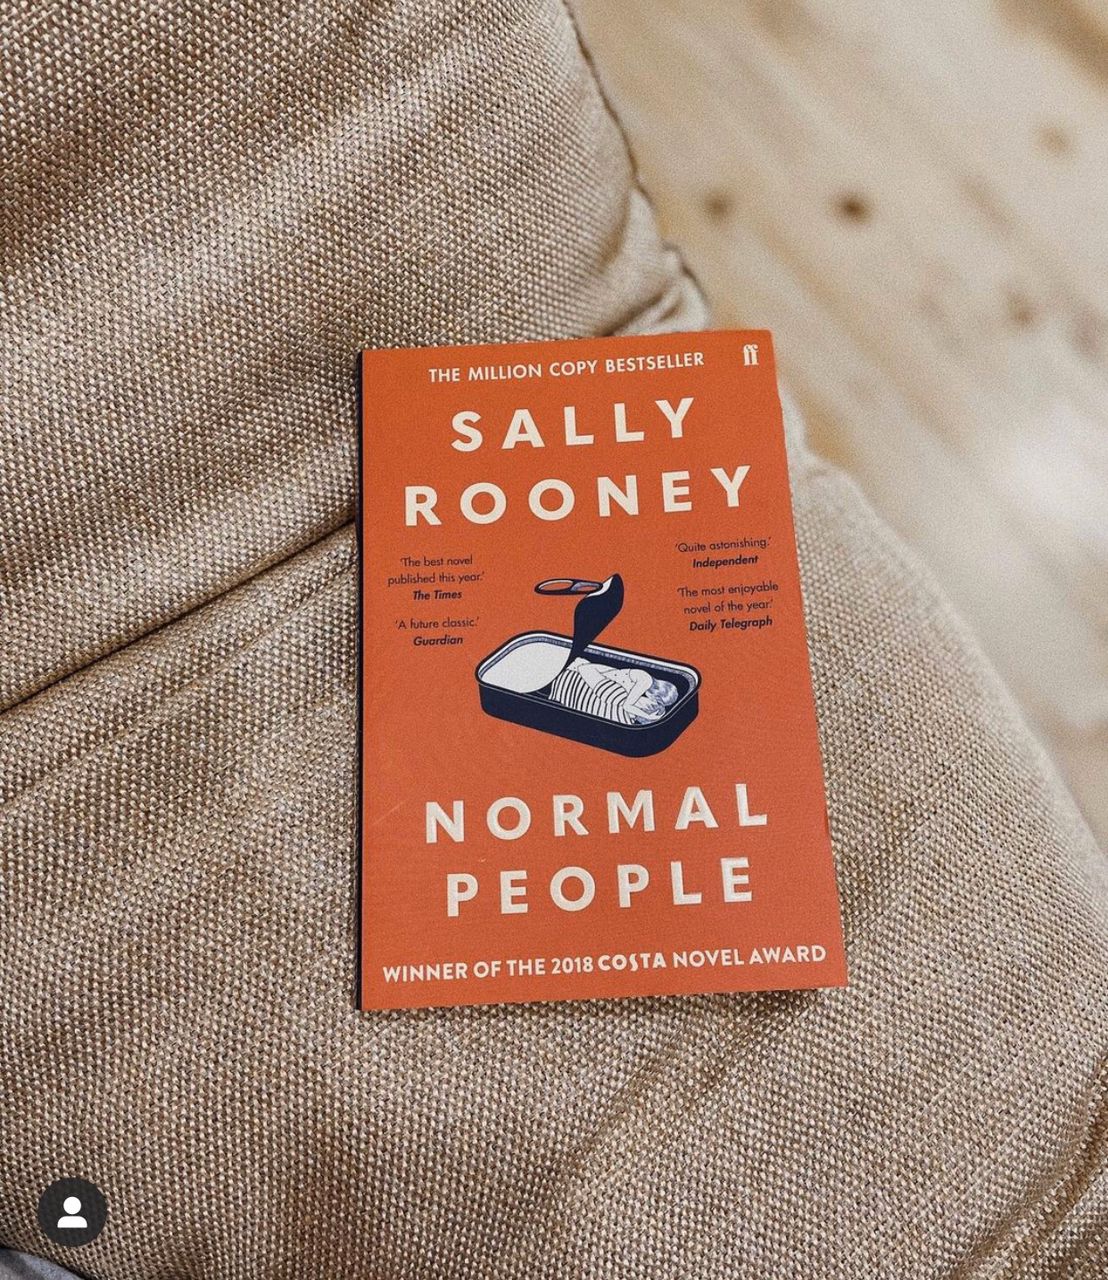 THE MILLION COPY BESTSELLER
ff
SALLY
ROONEY
'The best novel
published this year.'
The Times
'A future classic.'
Guardian
'Quite astonishing.'
Independent
'The most enjoyable
novel of the year.'
Daily Telegraph
NORMAL
PEOPLE
WINNER OF THE 2018 COSTA NOVEL AWARD